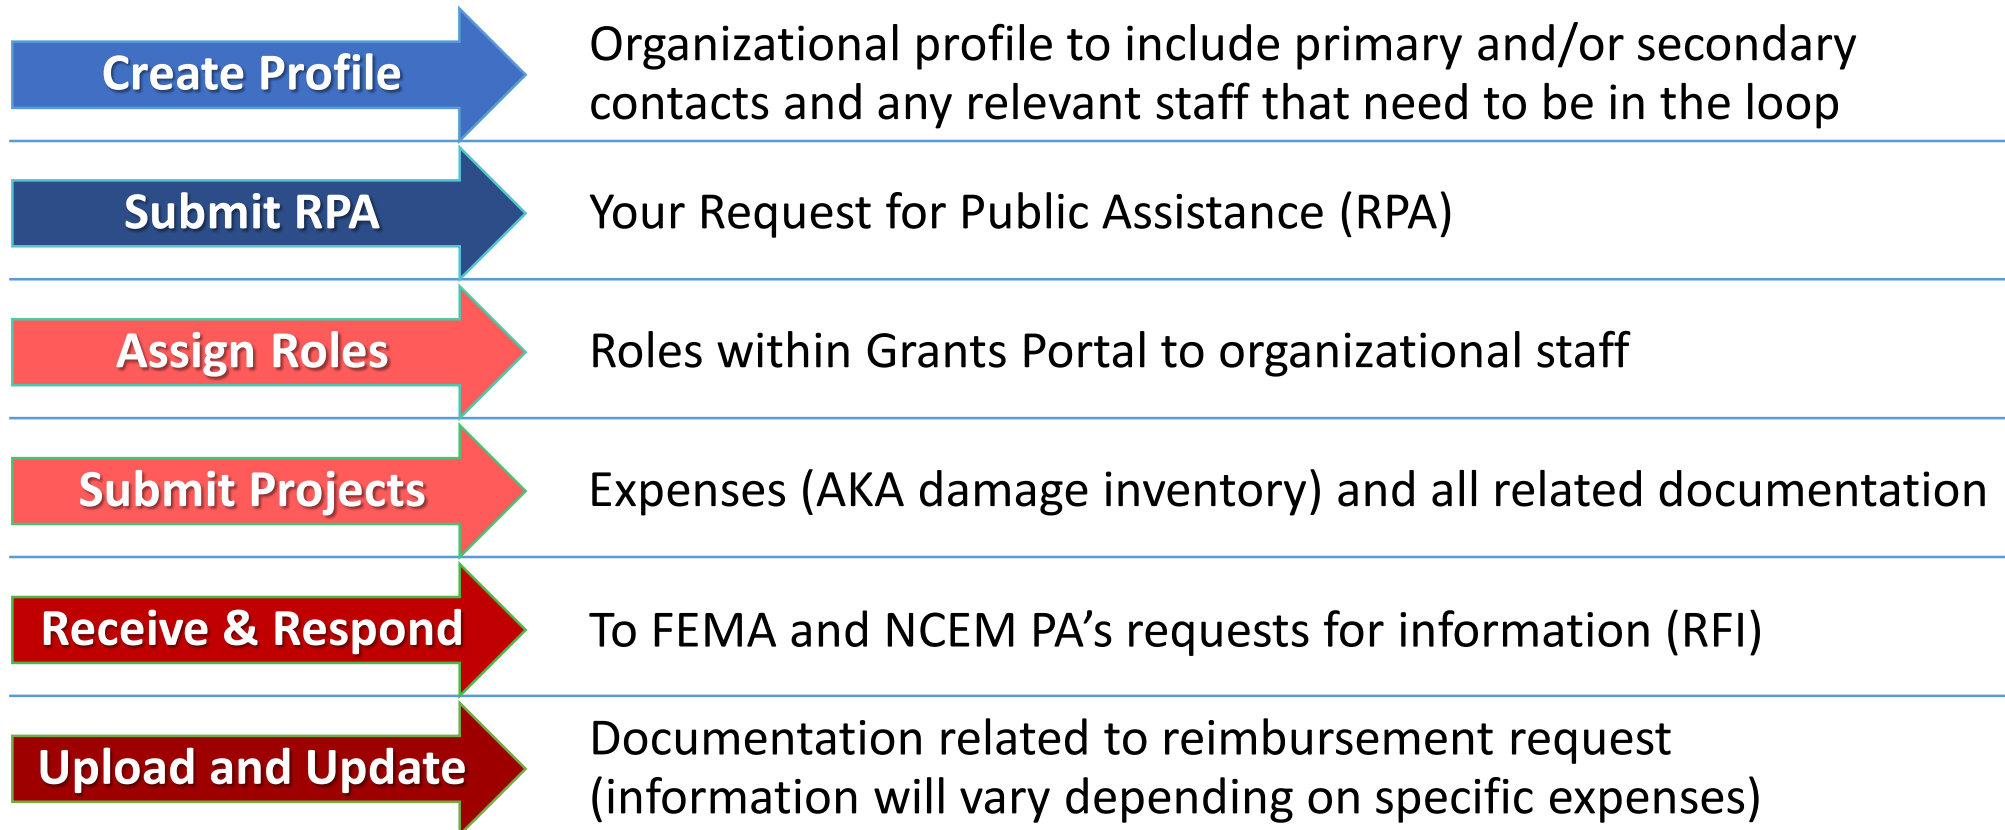 Create Profile
Organizational profile to include primary and/or secondary
contacts and any relevant staff that need to be in the loop
Submit RPA
Your Request for Public Assistance (RPA)
Assign Roles
Roles within Grants Portal to organizational staff
Submit Projects
Expenses (AKA damage inventory) and all related documentation
Receive & Respond
To FEMA and NCEM PA’s requests for information (RFI)
Upload and Update
Documentation related to reimbursement request
(information will vary depending on specific expenses)